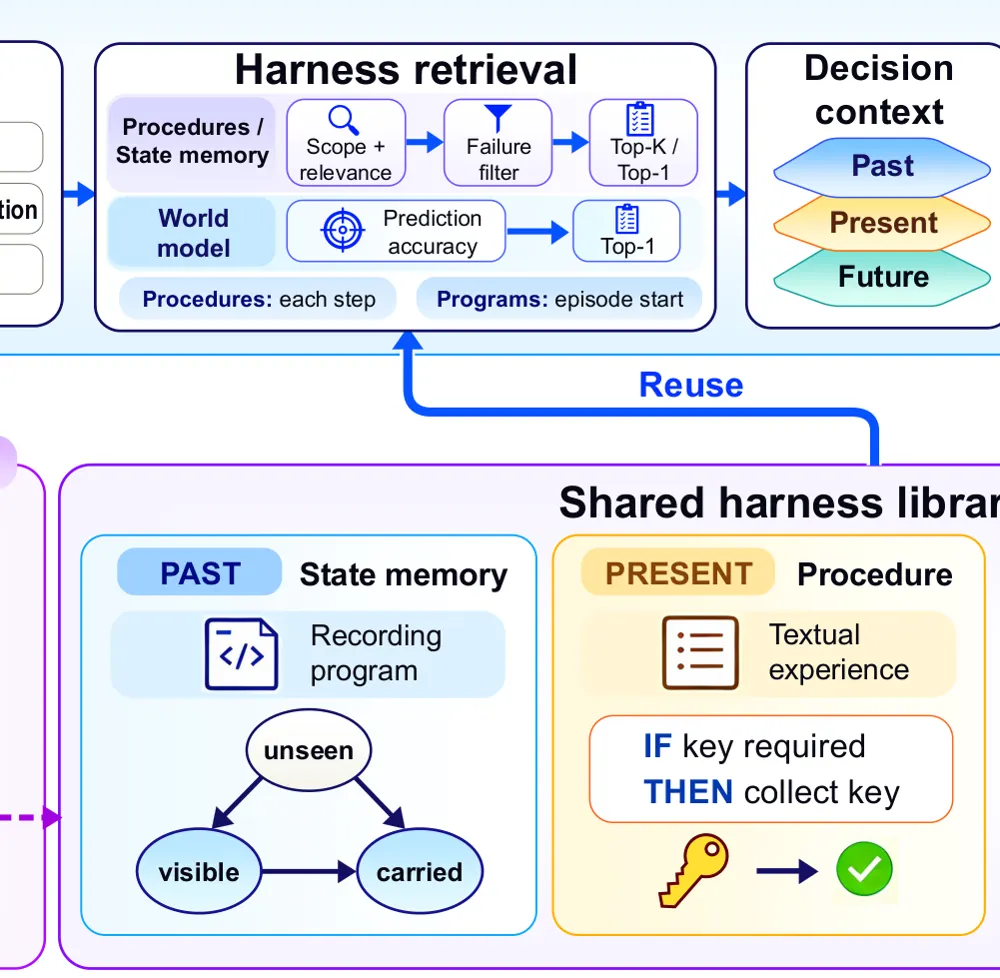 tion
Harness retrieval
Procedures /
State memory
Scope +
relevance
Failure
filter
Top-K /
Top-1
World
model
Prediction
accuracy
Top-1
Procedures: each step
Programs: episode start
Decision
context
Past
Present
Future
Reuse
Shared harness librar
PAST
State memory
Recording
program
</>
unseen
visible
carried
PRESENT
Procedure
Textual
experience
IF key required
THEN collect key